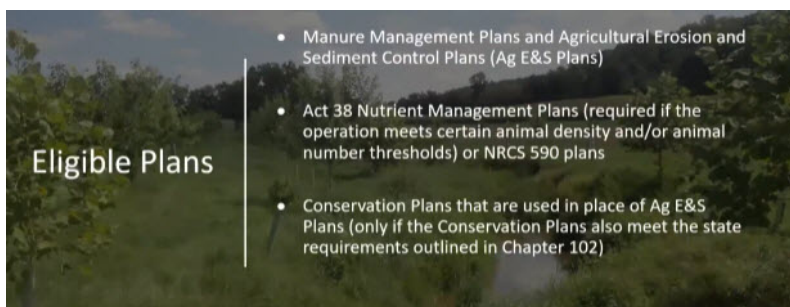 Eligible Plans
• Manure Management Plans and Agricultural Erosion and
Sediment Control Plans (Ag E&S Plans)
• Act 38 Nutrient Management Plans (required if the
operation meets certain animal density and/or animal
number thresholds) or NRCS 590 plans
• Conservation Plans that are used in place of Ag E&S
Plans (only if the Conservation Plans also meet the state
requirements outlined in Chapter 102)